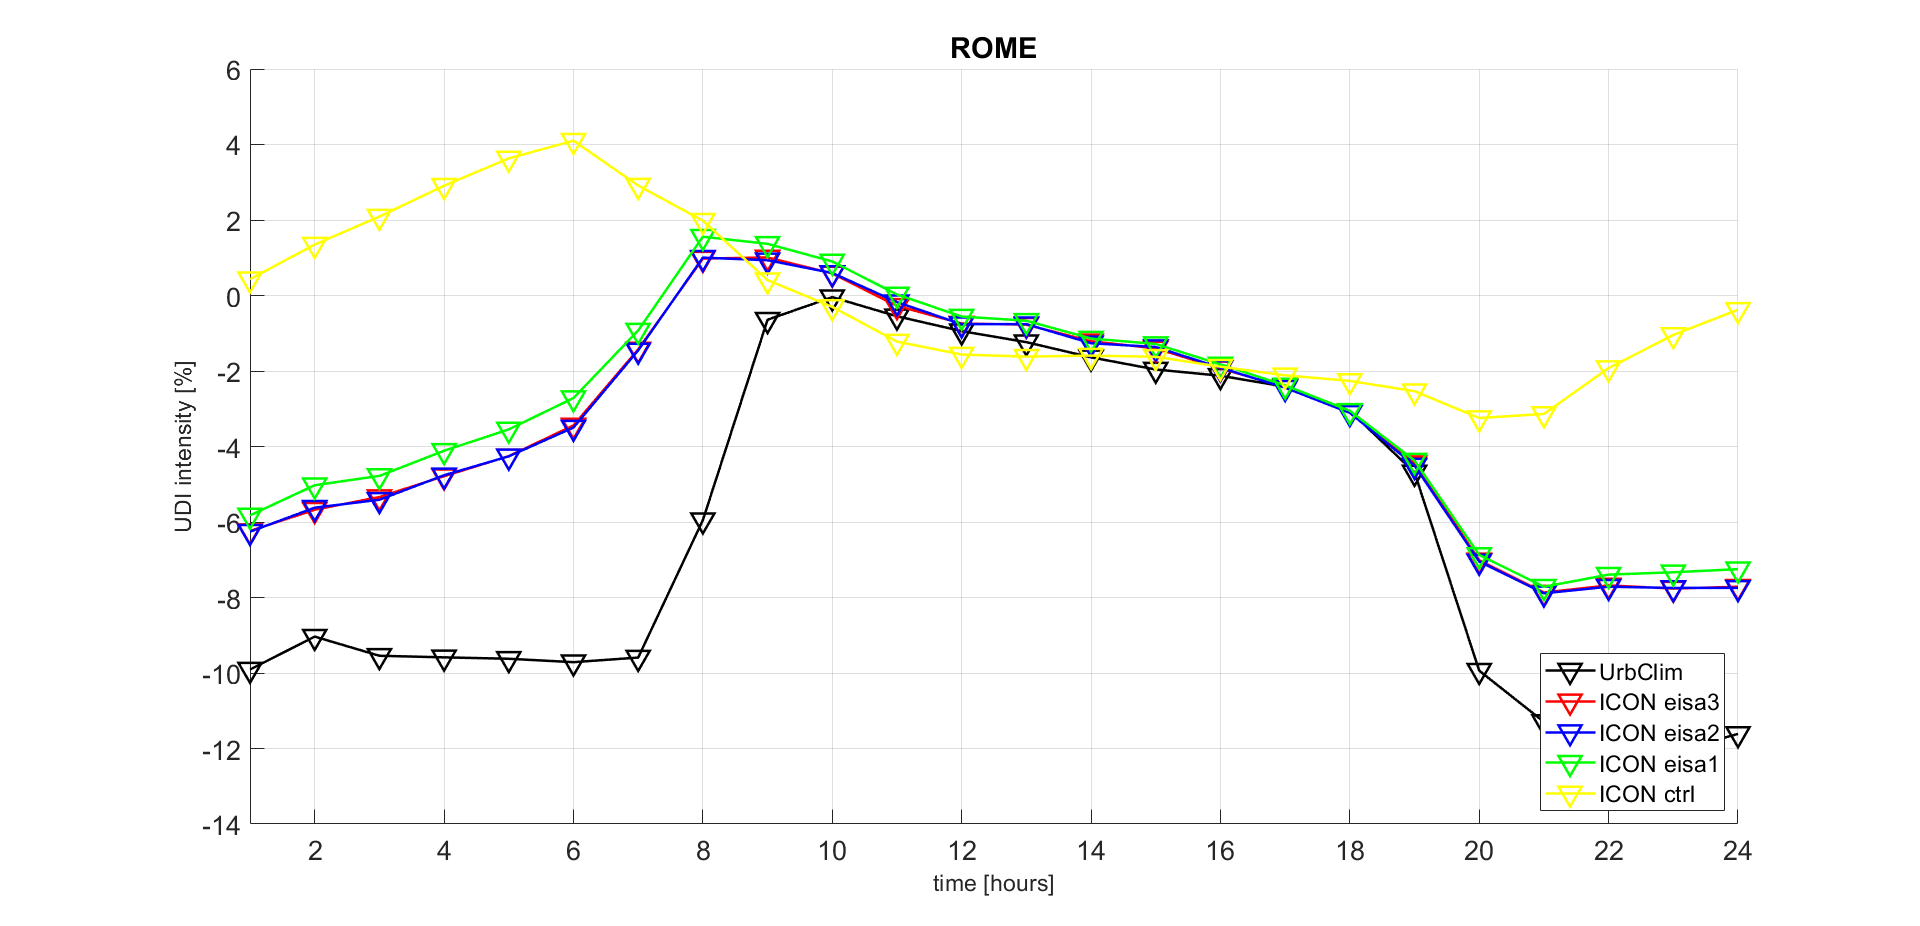 ROME
6
4
2
0
-2
-4
-6
-8
-10
-12
-14
UDI intensity [%]
2 4 6 8 10 12 14 16 18 20 22 24
time [hours]
UrbClim
ICON eisa3
ICON eisa2
ICON eisa1
ICON ctrl